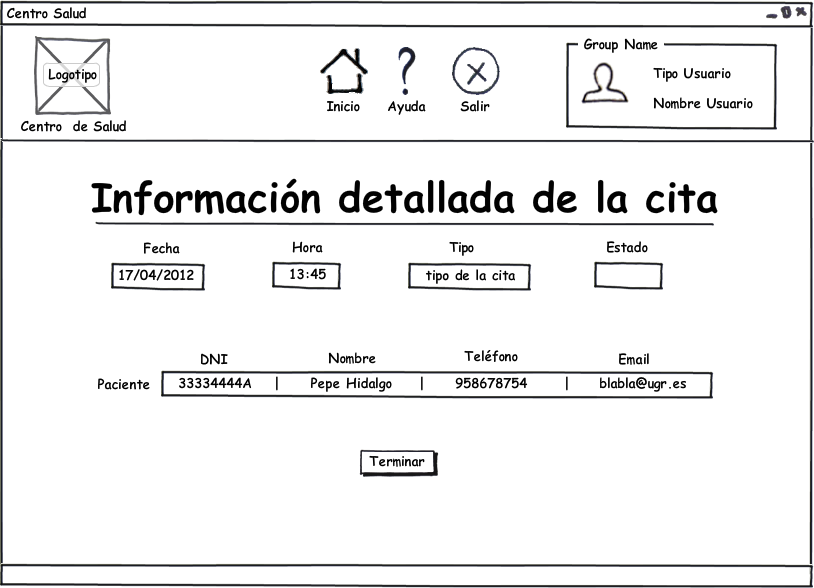 Centro Salud
Logotipo
Centro de Salud
Inicio
Ayuda
Salir
Group Name
Tipo Usuario
Nombre Usuario
Información detallada de la cita
Fecha Hora Tipo Estado
17/04/2012 13:45 tipo de la cita
DNI Nombre Teléfono Email
Paciente 33334444A | Pepe Hidalgo | 958678754 | blabla@ugr.es
Terminar